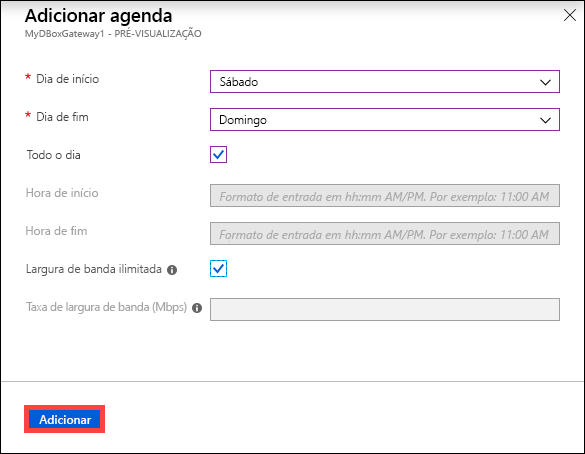 Adicionar agenda
MyDBoxGateway1 - PRÉ-VISUALIZAÇÃO
* Dia de início
Sábado
* Dia de fim
Domingo
Todo o dia
Hora de início
Formato de entrada em hh:mm AM/PM. Por exemplo: 11:00 AM
Hora de fim
Formato de entrada em hh:mm AM/PM. Por exemplo: 11:00 AM
Largura de banda ilimitada
Taxa de largura de banda (Mbps)
Adicionar